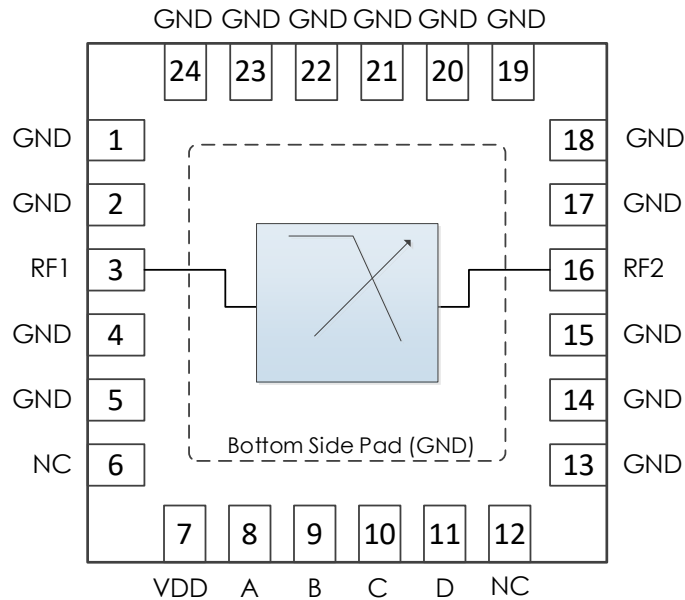 GND GND GND GND GND GND
24 23 22 21 20 19
GND 1 18 GND
GND 2 17 GND
RF1 3 16 RF2
GND 4 15 GND
GND 5 14 GND
Bottom Side Pad (GND)
NC 6 13 GND
7 8 9 10 11 12
VDD A B C D NC